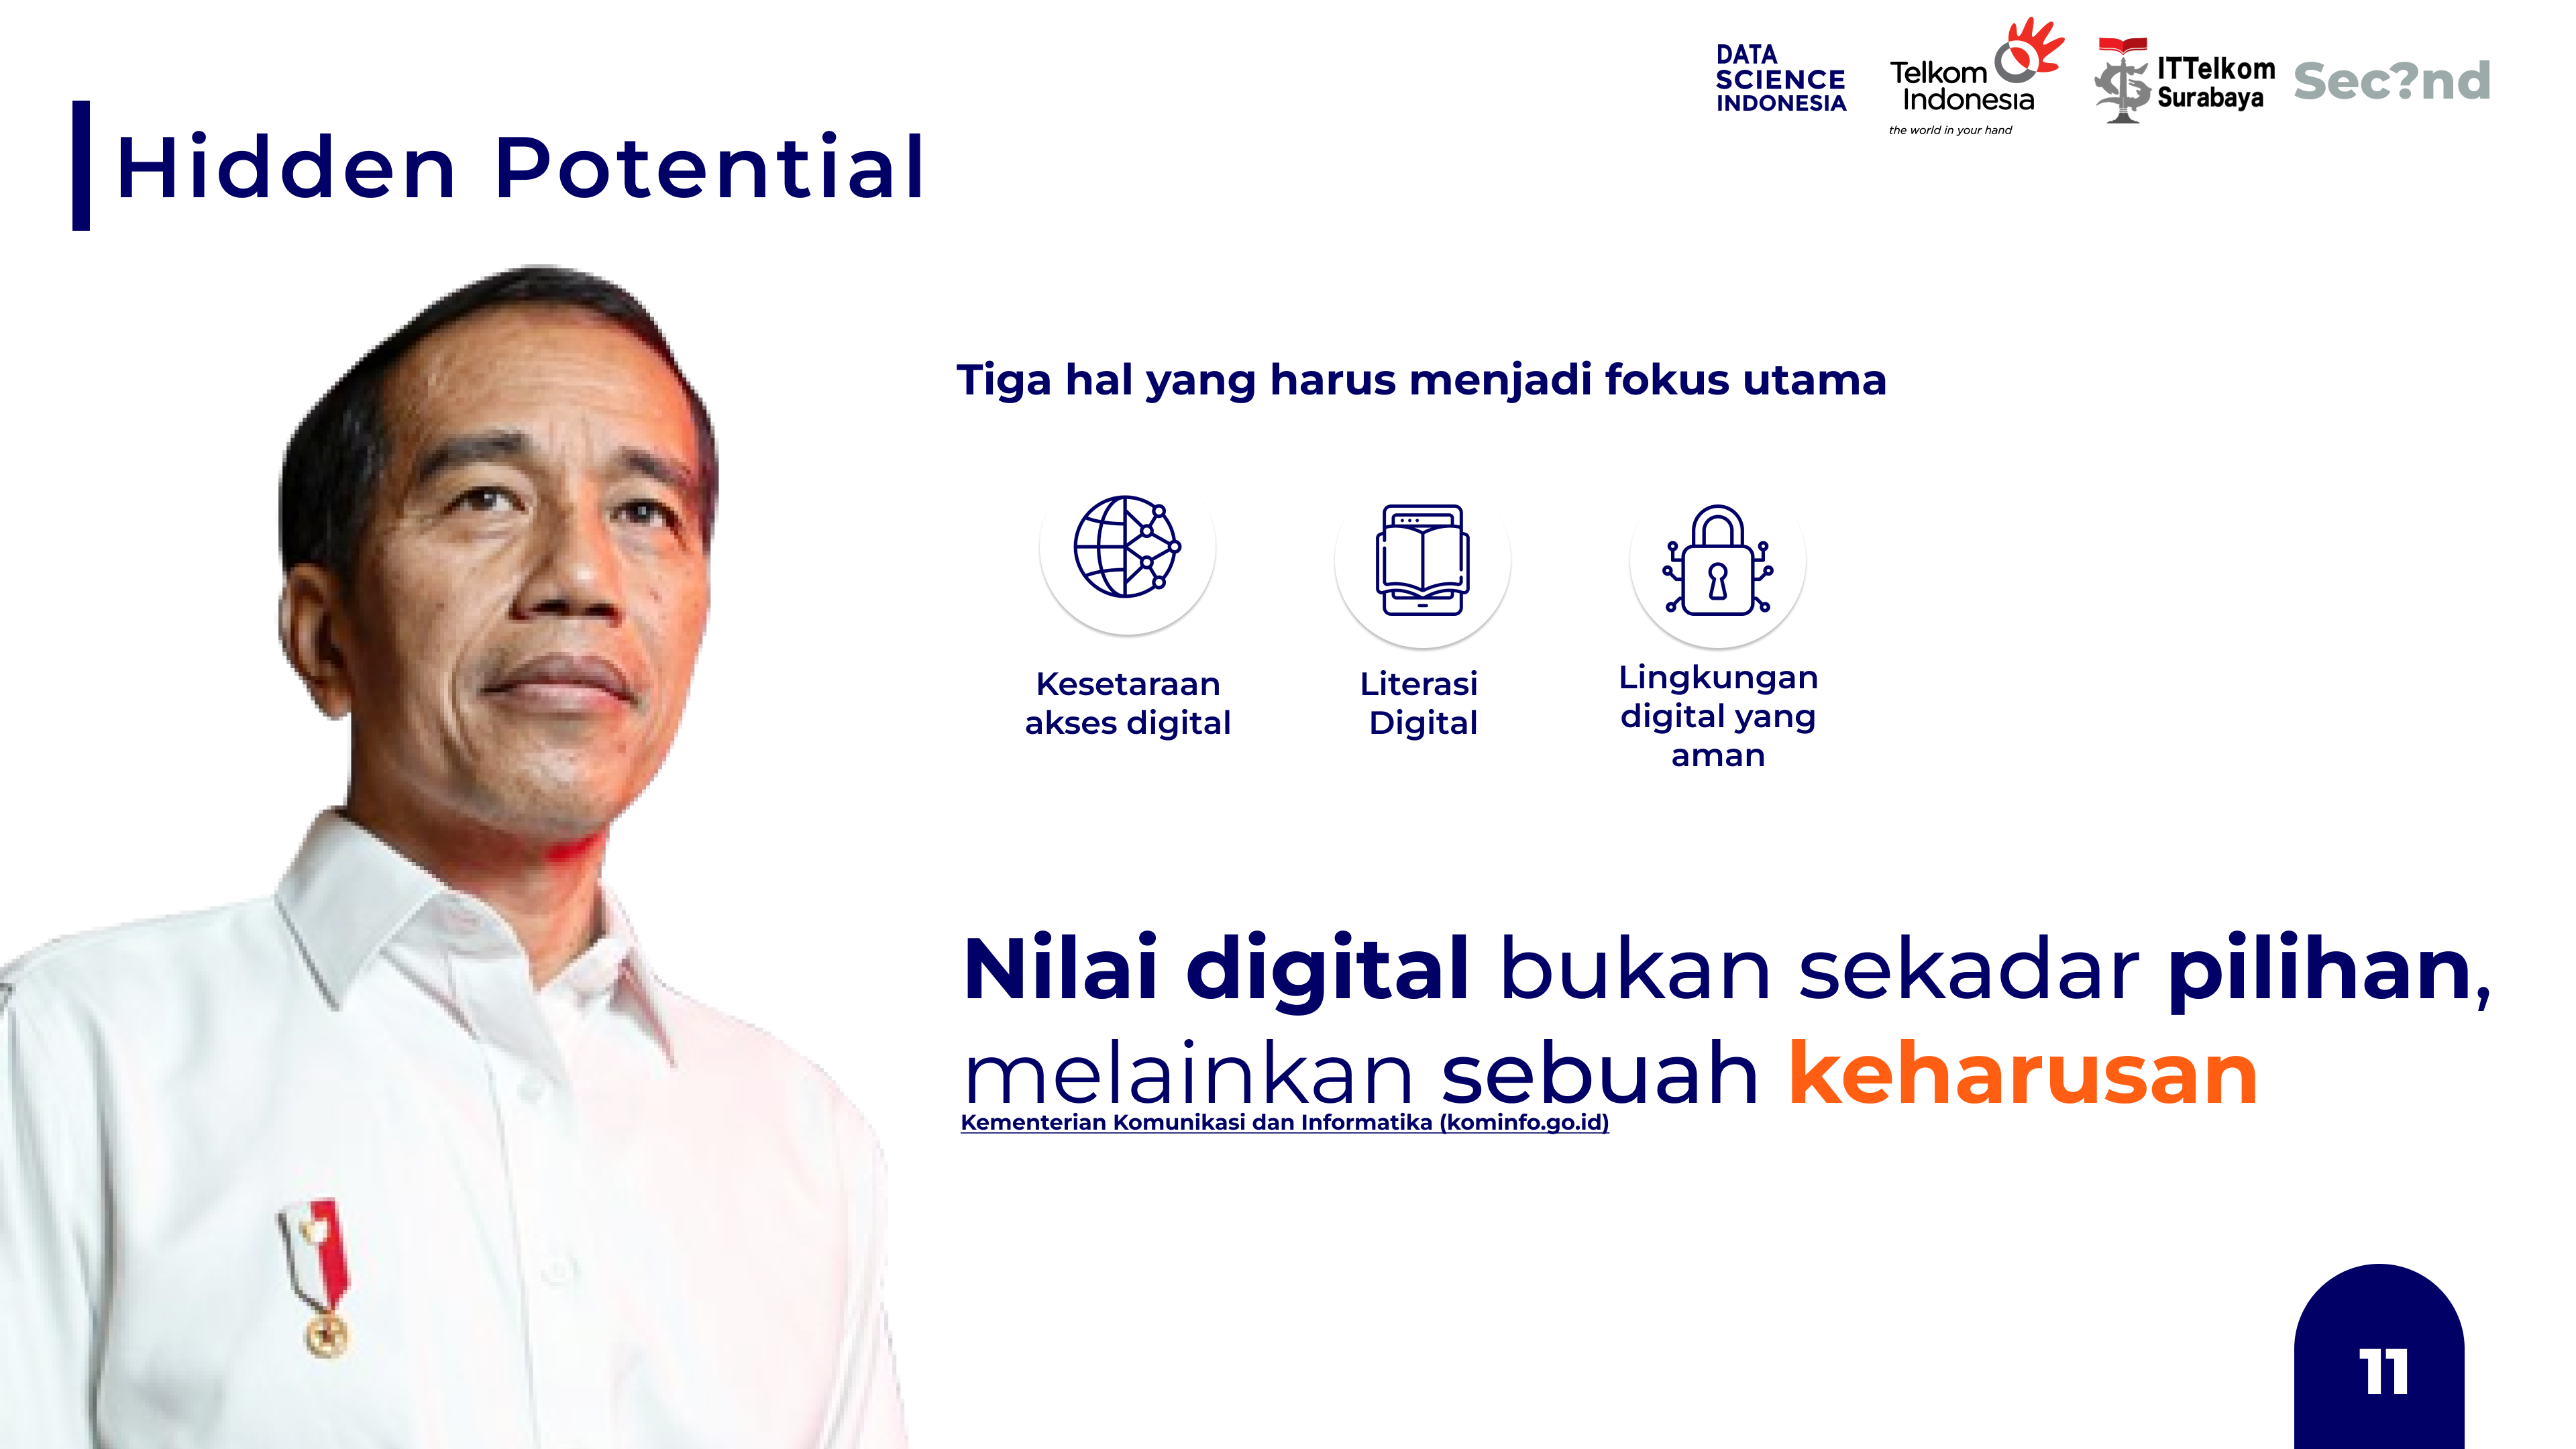 DATA
SCIENCE
INDONESIA
Telkom
Indonesia
the world in your hand
ITTelkom
Surabaya
Sec?nd
Hidden Potential
Tiga hal yang harus menjadi fokus utama
Kesetaraan
akses digital
Literasi
Digital
Lingkungan
digital yang
aman
Nilai digital bukan sekadar pilihan,
melainkan sebuah keharusan
Kementerian Komunikasi dan Informatika (kominfo.go.id)
11